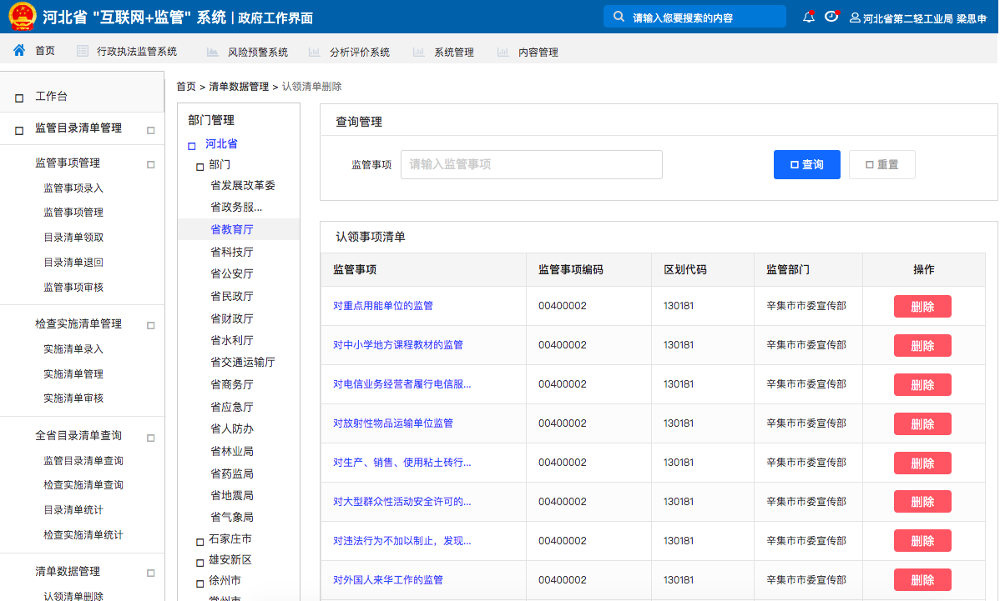 河北省 "互联网+监管" 系统 | 政府工作界面
请输入您要搜索的内容
河北省第二轻工业局 梁思申
首页
行政执法监管系统
风险预警系统
分析评价系统
系统管理
内容管理
工作台
监管目录清单管理
监管事项管理
监管事项录入
监管事项管理
目录清单领取
目录清单退回
监管事项审核
检查实施清单管理
实施清单录入
实施清单管理
实施清单审核
全省目录清单查询
监管目录清单查询
检查实施清单查询
目录清单统计
检查实施清单统计
清单数据管理
认领清单删除
首页 > 清单数据管理 > 认领清单删除
部门管理
河北省
部门
省发展改革委
省政务服...
省教育厅
省科技厅
省公安厅
省民政厅
省财政厅
省水利厅
省交通运输厅
省商务厅
省应急厅
省人防办
省林业局
省药监局
省地震局
省气象局
石家庄市
雄安新区
徐州市
常州市
查询管理
监管事项 请输入监管事项 查询 重置
认领事项清单
监管事项 监管事项编码 区划代码 监管部门 操作
对重点用能单位的监管 00400002 130181 辛集市市委宣传部 删除
对中小学地方课程教材的监管 00400002 130181 辛集市市委宣传部 删除
对电信业务经营者履行电信服... 00400002 130181 辛集市市委宣传部 删除
对放射性物品运输单位监管 00400002 130181 辛集市市委宣传部 删除
对生产、销售、使用粘土砖行... 00400002 130181 辛集市市委宣传部 删除
对大型群众性活动安全许可的... 00400002 130181 辛集市市委宣传部 删除
对违法行为不加以制止，发现... 00400002 130181 辛集市市委宣传部 删除
对外国人来华工作的监管 00400002 130181 辛集市市委宣传部 删除